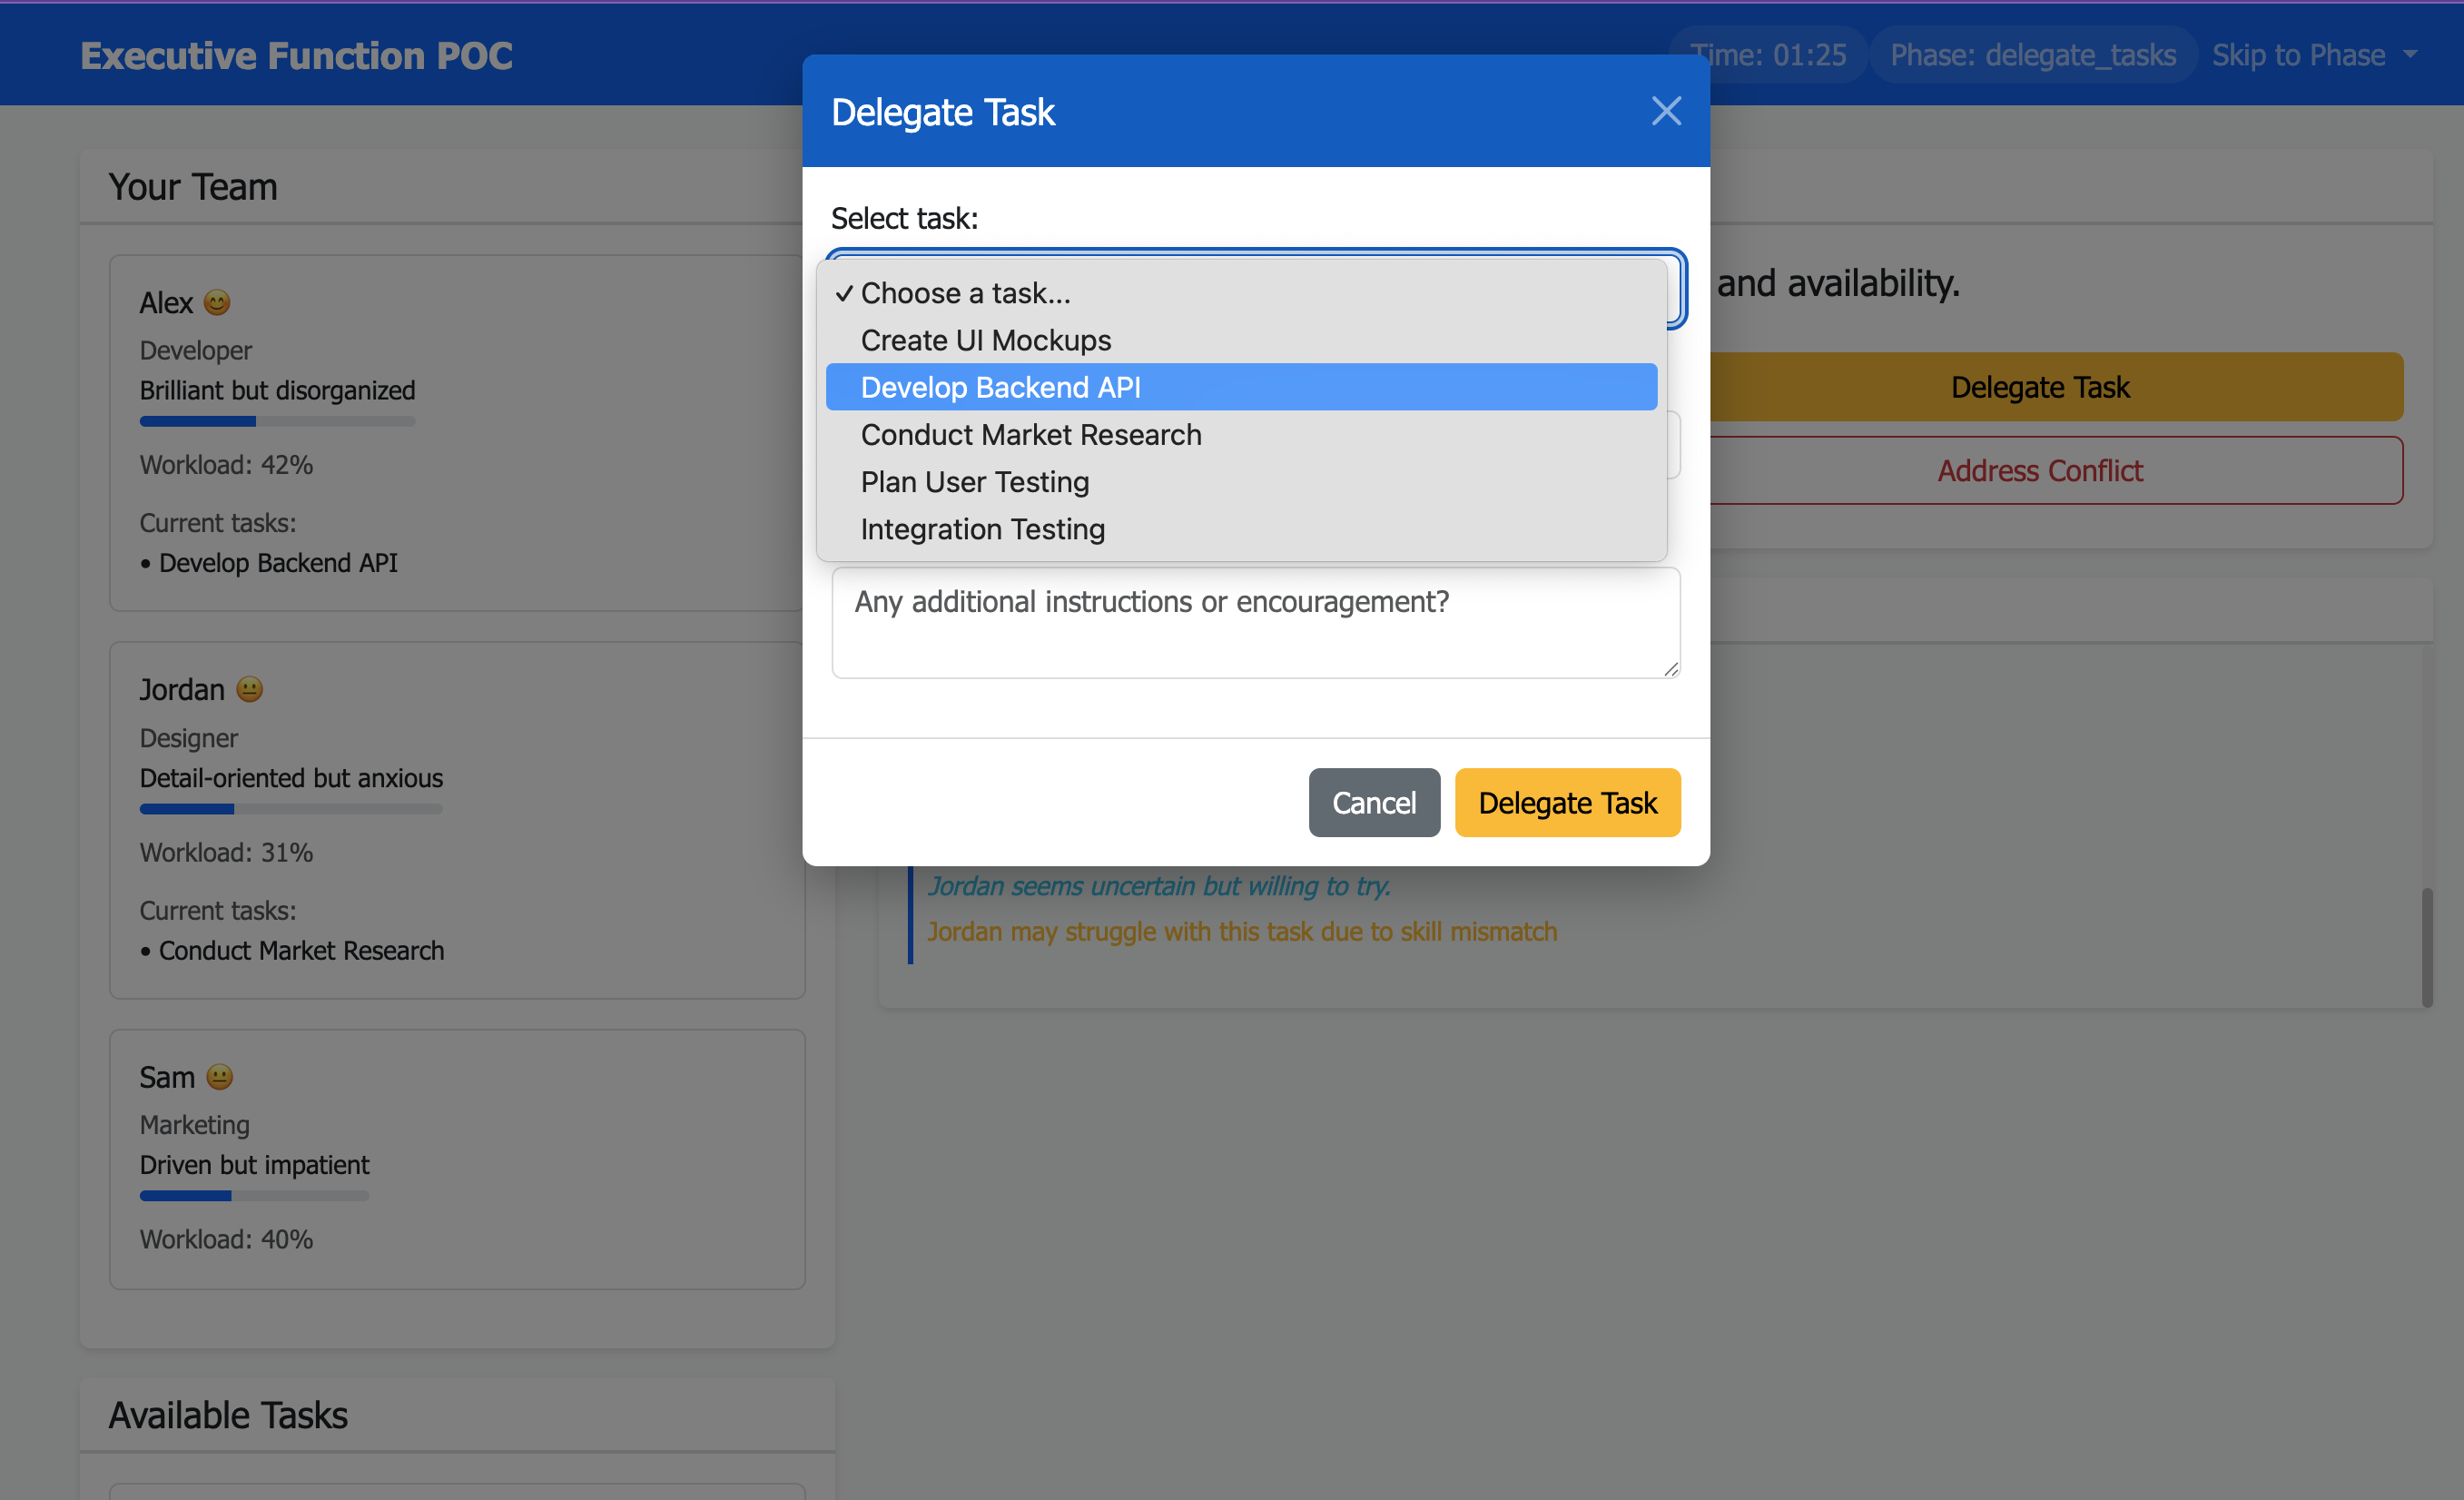 Executive Function POC
Time: 01:25
Phase: delegate_tasks
Skip to Phase
Your Team
Alex 😊
Developer
Brilliant but disorganized
Workload: 42%
Current tasks:
• Develop Backend API
Jordan 😐
Designer
Detail-oriented but anxious
Workload: 31%
Current tasks:
• Conduct Market Research
Sam 😐
Marketing
Driven but impatient
Workload: 40%
Available Tasks
Delegate Task
Select task:
✓ Choose a task...
Create UI Mockups
Develop Backend API
Conduct Market Research
Plan User Testing
Integration Testing
Any additional instructions or encouragement?
Cancel
Delegate Task
and availability.
Delegate Task
Address Conflict
Jordan seems uncertain but willing to try.
Jordan may struggle with this task due to skill mismatch